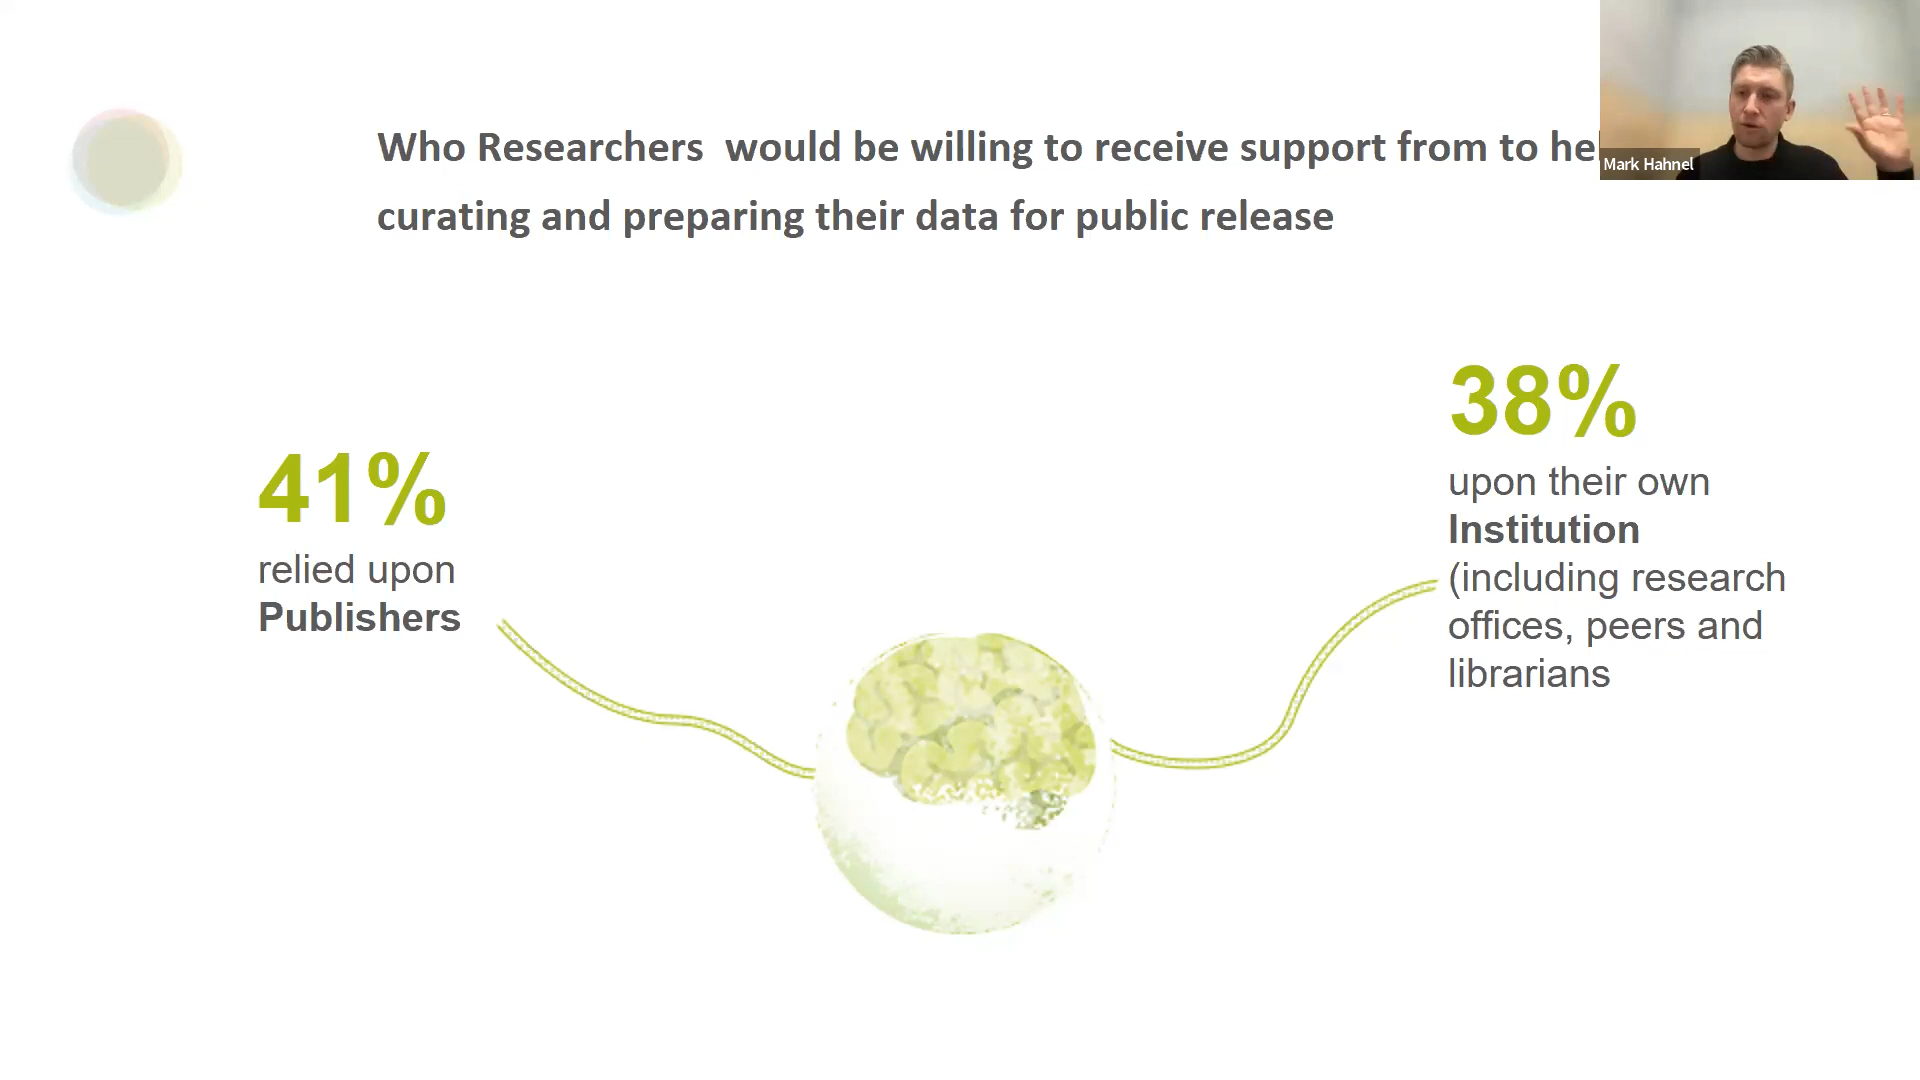 Who Researchers  would be willing to receive support from to
curating and preparing their data for public release
Mark Hahnel
41%
relied upon
Publishers
38%
upon their own
Institution
(including research
offices, peers and
librarians